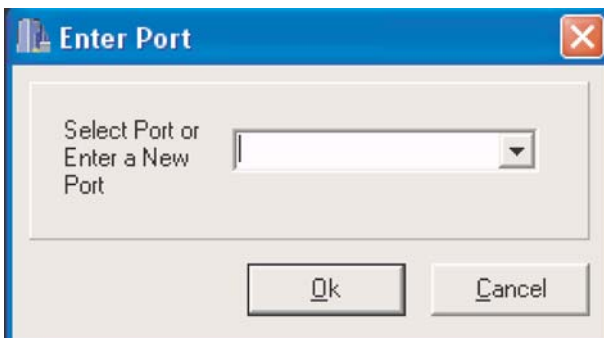 Enter Port
Select Port or
Enter a New
Port
Ok
Cancel